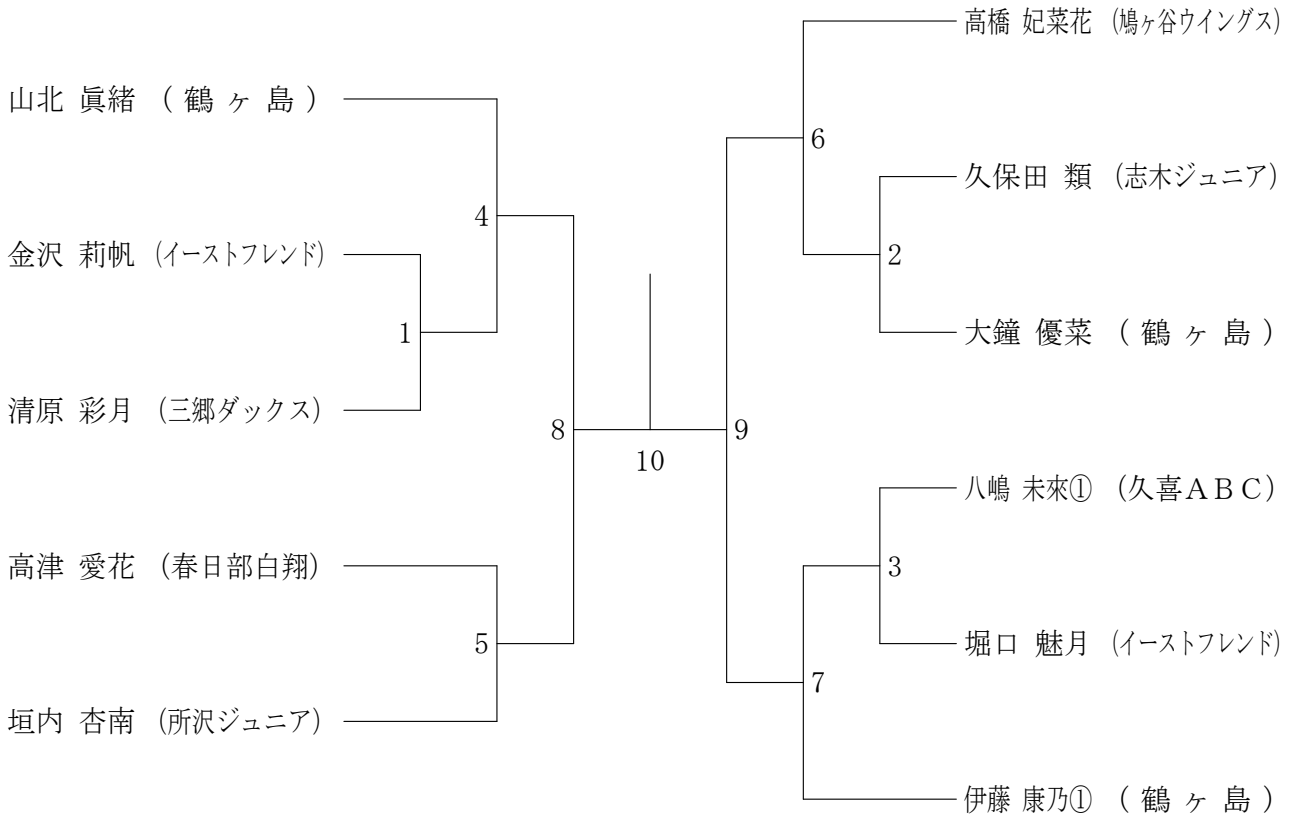 山北 眞緒 （ 鶴 ヶ 島 ）
金沢 莉帆 （イーストフレンド）
清原 彩月 （三郷ダックス）
高津 愛花 （春日部白翔）
垣内 杏南 （所沢ジュニア）
4
1
8
5
10
高橋 妃菜花 （鳩ヶ谷ウイングス）
6
久保田 類 （志木ジュニア）
2
大鐘 優菜 （ 鶴 ヶ 島 ）
9
八嶋 未來① （久喜ＡＢＣ）
3
堀口 魅月 （イーストフレンド）
7
伊藤 康乃① （ 鶴 ヶ 島 ）